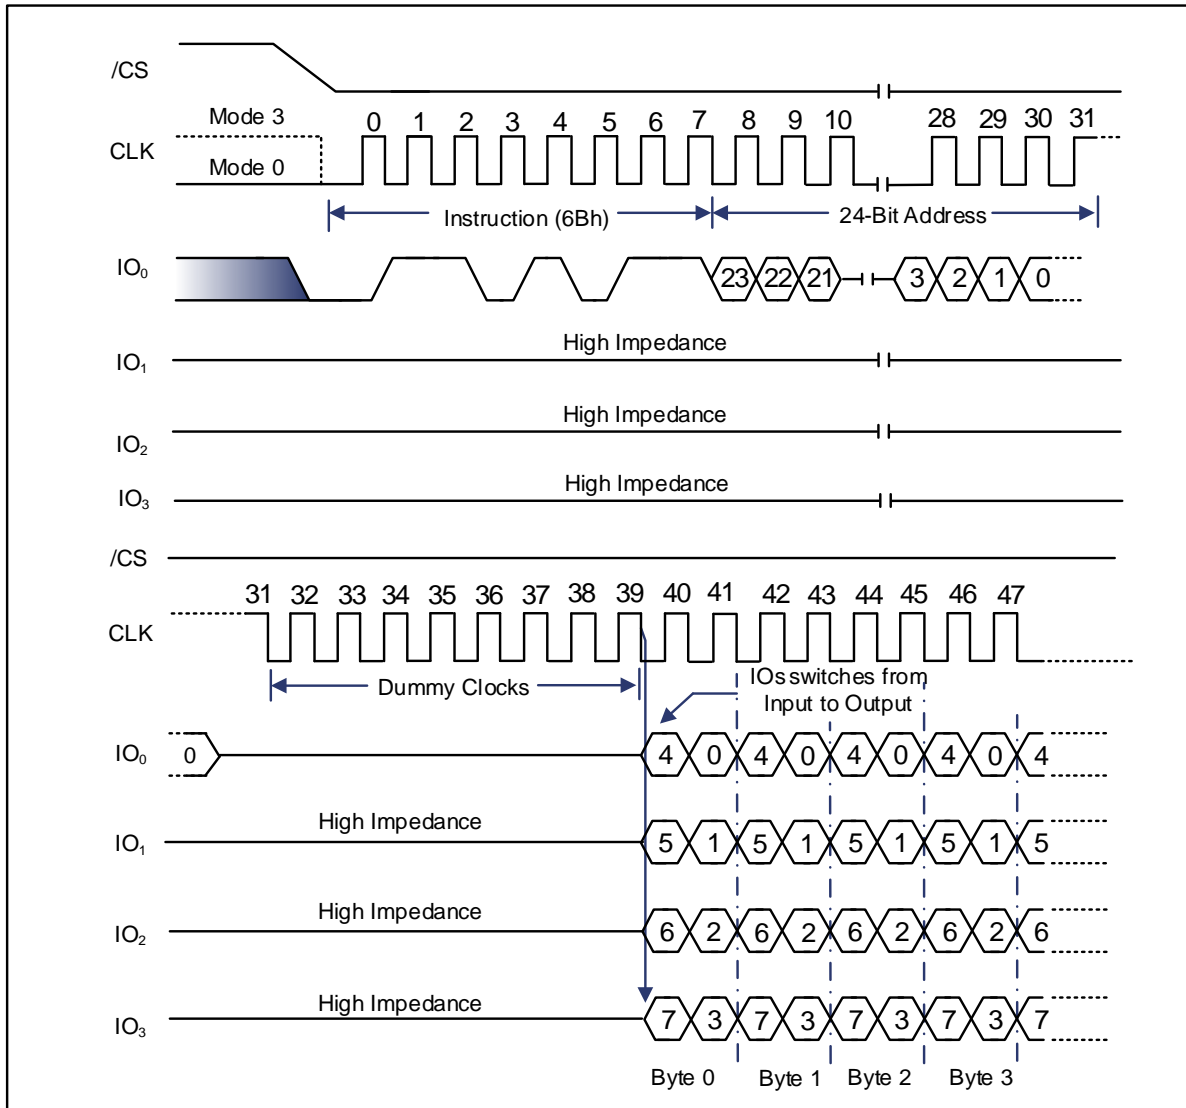 /CS
Mode 3
0 1 2 3 4 5 6 7 8 9 10 28 29 30 31
CLK
Mode 0
Instruction (6Bh) 24-Bit Address
IO₀
23 22 21 3 2 1 0
High Impedance
IO₁
High Impedance
IO₂
High Impedance
IO₃
/CS
31 32 33 34 35 36 37 38 39 40 41 42 43 44 45 46 47
CLK
Dummy Clocks
IOs switches from
Input to Output
IO₀ 0 4 0 4 0 4 0 4 0 4
High Impedance
IO₁ 5 1 5 1 5 1 5 1 5
High Impedance
IO₂ 6 2 6 2 6 2 6 2 6
High Impedance
IO₃ 7 3 7 3 7 3 7 3 7
Byte 0 Byte 1 Byte 2 Byte 3